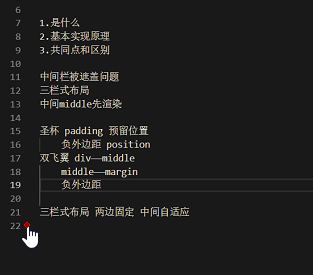 6
7 1.是什么
8 2.基本实现原理
9 3.共同点和区别
10
11 中间栏被遮盖问题
12 三栏式布局
13 中间middle先渲染
14
15 圣杯 padding 预留位置
16 负外边距 position
17 双飞翼 div——middle
18 middle——margin
19 负外边距
20
21 三栏式布局 两边固定 中间自适应
22